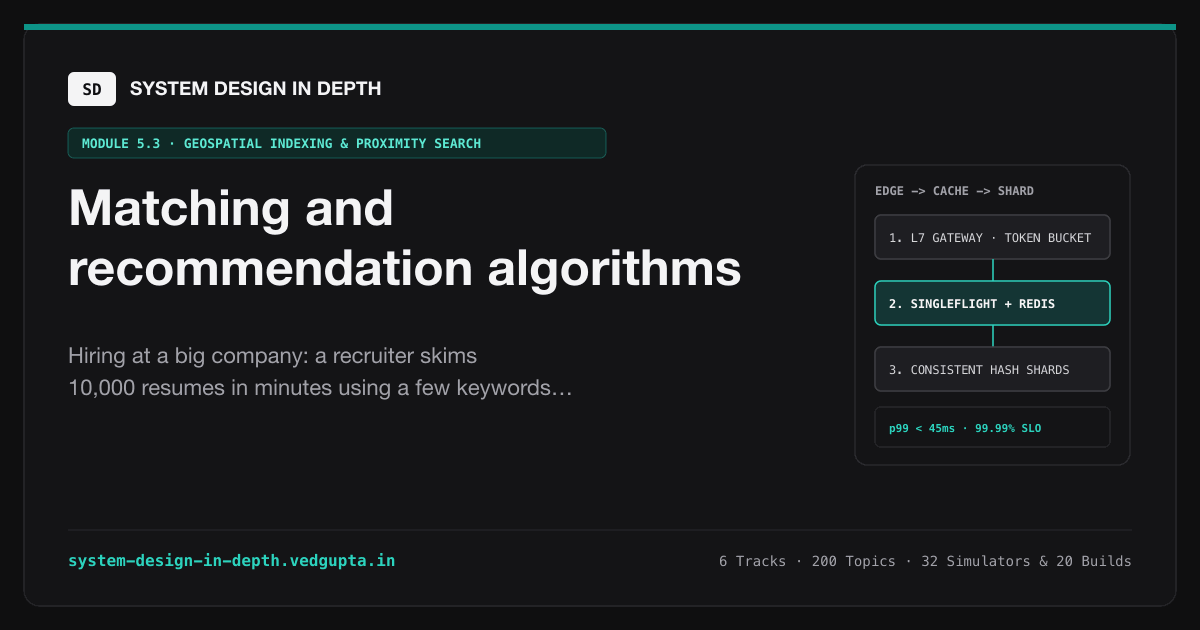 SD
SYSTEM DESIGN IN DEPTH
MODULE 5.3 · GEOSPATIAL INDEXING & PROXIMITY SEARCH
Matching and
recommendation algorithms
Hiring at a big company: a recruiter skims
10,000 resumes in minutes using a few keywords…
EDGE —> CACHE —> SHARD
1. L7 GATEWAY · TOKEN BUCKET
2. SINGLEFLIGHT + REDIS
3. CONSISTENT HASH SHARDS
p99 < 45ms · 99.99% SLO
system-design-in-depth.vedgupta.in
6 Tracks · 200 Topics · 32 Simulators & 20 Builds